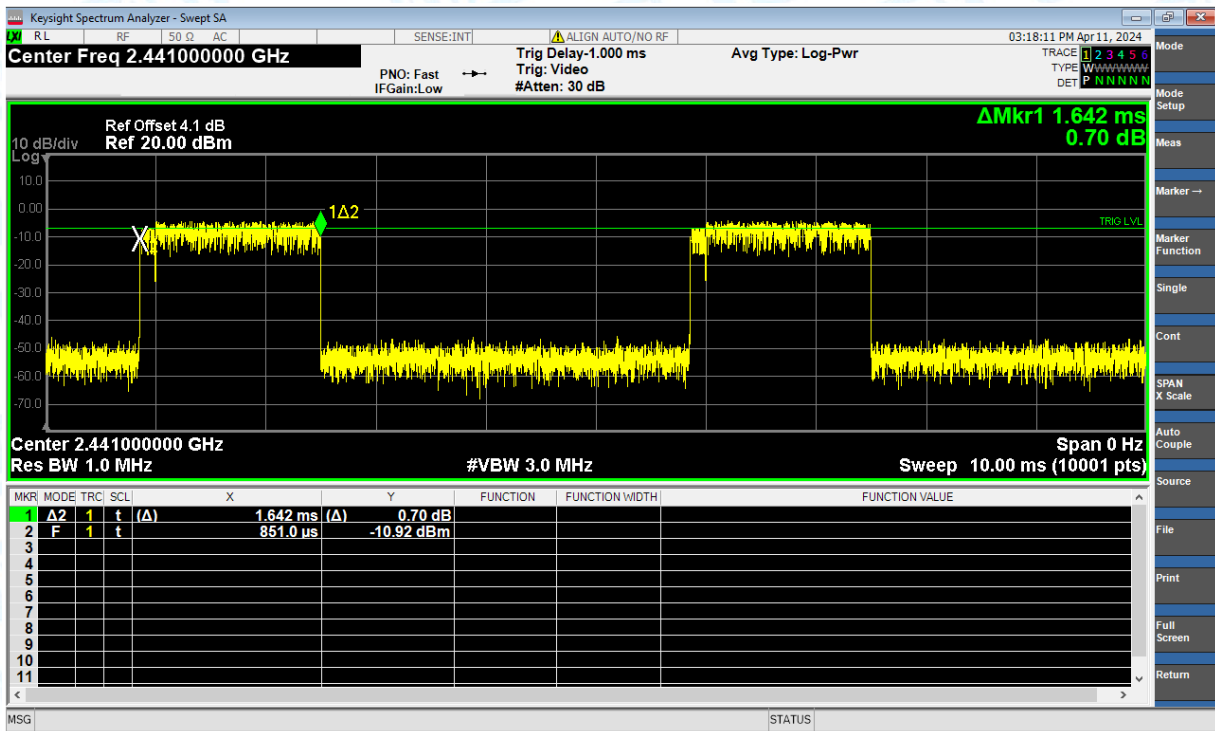 Keysight Spectrum Analyzer - Swept SA
LXI RL RF 50 Ω AC SENSE:INT ALIGN AUTO/NO RF 03:18:11 PM Apr 11, 2024
Center Freq 2.441000000 GHz
PNO: Fast
IFGain:Low
Trig Delay-1.000 ms
Trig: Video
#Atten: 30 dB
Avg Type: Log-Pwr
TRACE 1 2 3 4 5 6
TYPE WWWWWW
DET P N N N N N
ΔMkr1 1.642 ms
0.70 dB
Ref Offset 4.1 dB
10 dB/div Ref 20.00 dBm
Log
10.0
0.00
-10.0
-20.0
-30.0
-40.0
-50.0
-60.0
-70.0
X
1Δ2
TRIG LVL
Center 2.441000000 GHz Span 0 Hz
Res BW 1.0 MHz #VBW 3.0 MHz Sweep 10.00 ms (10001 pts)
MKR MODE TRC SCL X Y FUNCTION FUNCTION WIDTH FUNCTION VALUE
1 Δ2 1 t (Δ) 1.642 ms (Δ) 0.70 dB
2 F 1 t 851.0 µs -10.92 dBm
3
4
5
6
7
8
9
10
11
MSG STATUS
Mode
Mode
Setup
Meas
Marker →
Marker
Function
Single
Cont
SPAN
X Scale
Auto
Couple
Source
File
Print
Full
Screen
Return